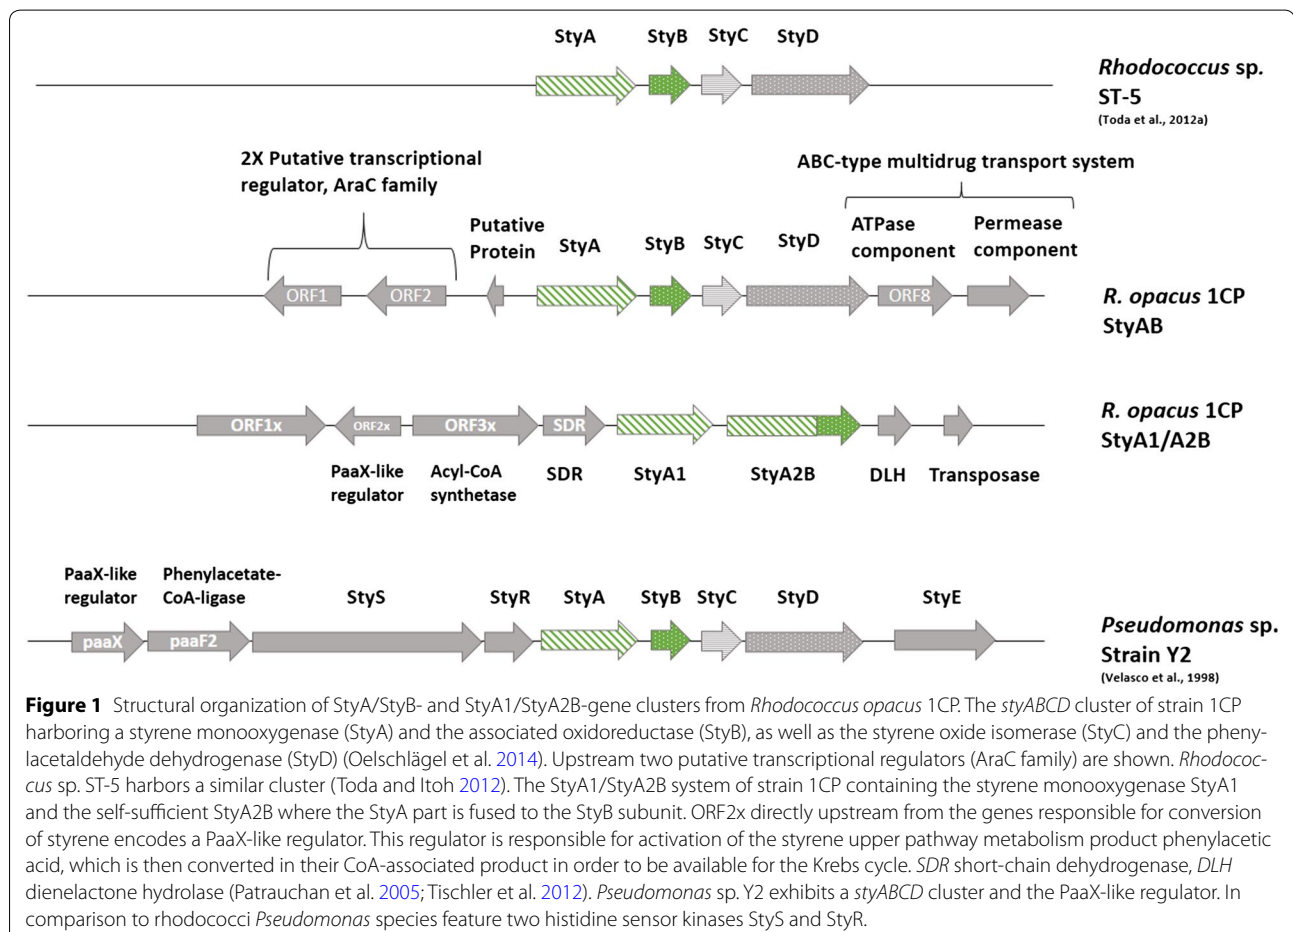 StyA StyB StyC StyD
Rhodococcus sp.
ST-5
(Toda et al., 2012a)
2X Putative transcriptional
regulator, AraC family
ABC-type multidrug transport system
Putative
Protein
StyA StyB StyC StyD
ATPase
component
Permease
component
ORF1 ORF2 ORF8
R. opacus 1CP
StyAB
ORF1x ORF2x ORF3x SDR
R. opacus 1CP
StyA1/A2B
PaaX-like
regulator
Acyl-CoA
synthetase
SDR StyA1 StyA2B DLH Transposase
PaaX-like
regulator
Phenylacetate-
CoA-ligase
StyS StyR StyA StyB StyC StyD StyE
paaX paaF2
Pseudomonas sp.
Strain Y2
(Velasco et al., 1998)
Figure 1 Structural organization of StyA/StyB- and StyA1/StyA2B-gene clusters from Rhodococcus opacus 1CP. The styABCD cluster of strain 1CP
harboring a styrene monooxygenase (StyA) and the associated oxidoreductase (StyB), as well as the styrene oxide isomerase (StyC) and the pheny-
lacetaldehyde dehydrogenase (StyD) (Oelschlägel et al. 2014). Upstream two putative transcriptional regulators (AraC family) are shown. Rhodococ-
cus sp. ST-5 harbors a similar cluster (Toda and Itoh 2012). The StyA1/StyA2B system of strain 1CP containing the styrene monooxygenase StyA1
and the self-sufficient StyA2B where the StyA part is fused to the StyB subunit. ORF2x directly upstream from the genes responsible for conversion
of styrene encodes a PaaX-like regulator. This regulator is responsible for activation of the styrene upper pathway metabolism product phenylacetic
acid, which is then converted in their CoA-associated product in order to be available for the Krebs cycle. SDR short-chain dehydrogenase, DLH
dienelactone hydrolase (Patrauchan et al. 2005; Tischler et al. 2012). Pseudomonas sp. Y2 exhibits a styABCD cluster and the PaaX-like regulator. In
comparison to rhodococci Pseudomonas species feature two histidine sensor kinases StyS and StyR.